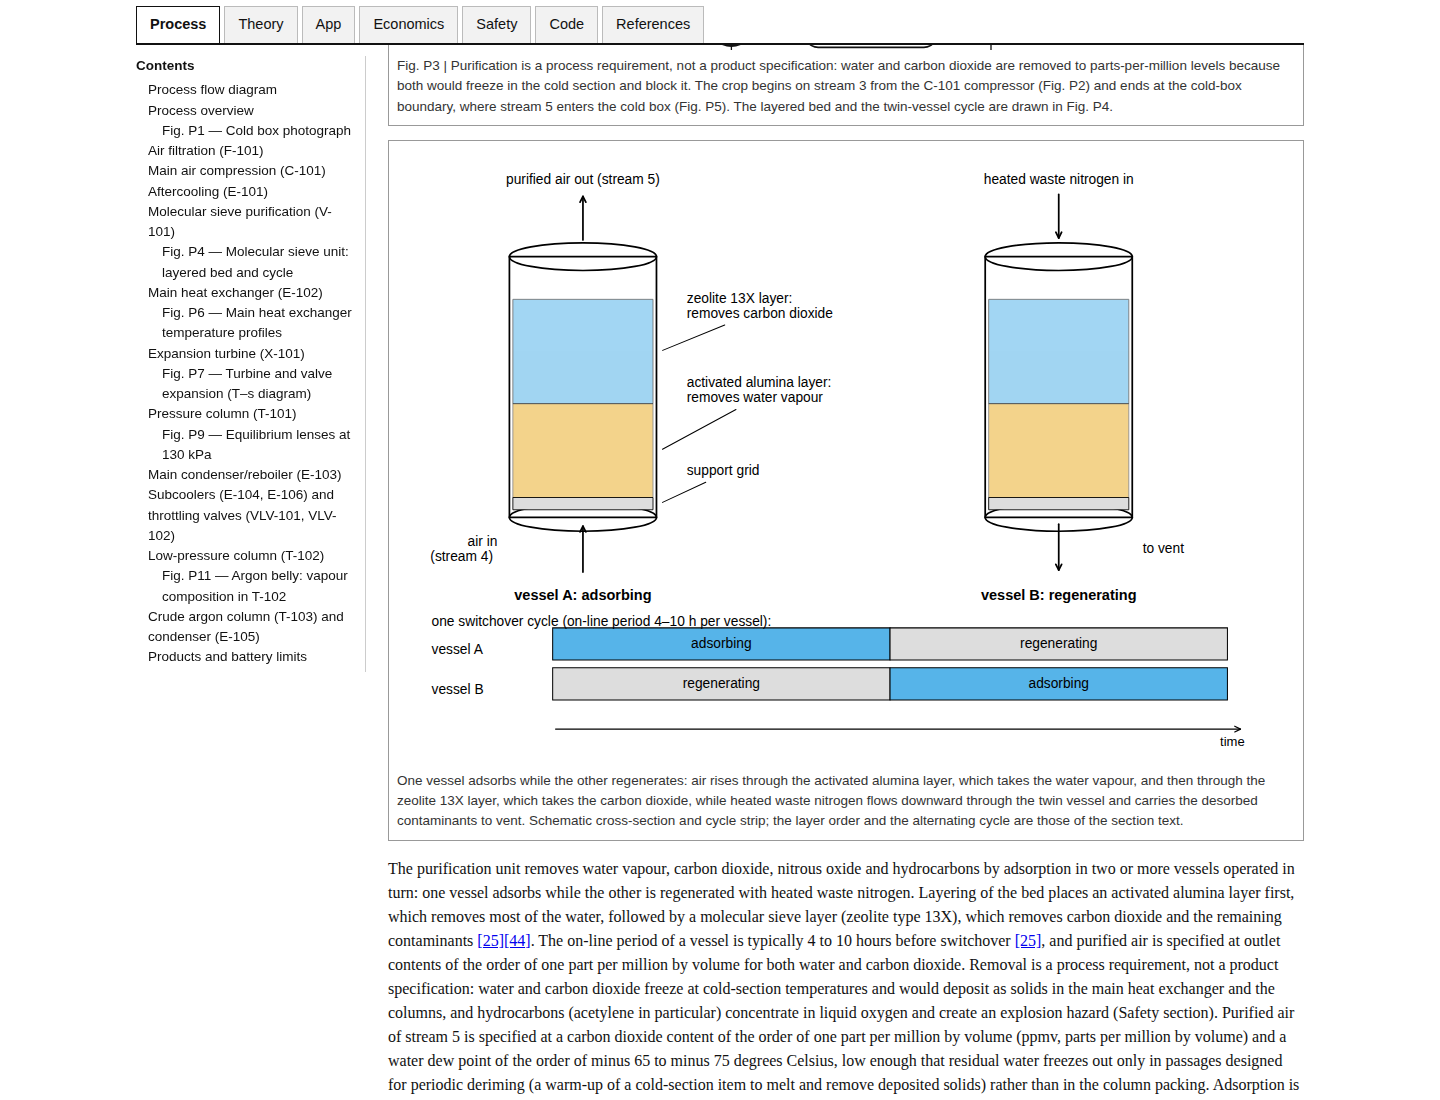 Process
Theory
App
Economics
Safety
Code
References
Contents
Process flow diagram
Process overview
Fig. P1 — Cold box photograph
Air filtration (F-101)
Main air compression (C-101)
Aftercooling (E-101)
Molecular sieve purification (V-
101)
Fig. P4 — Molecular sieve unit:
layered bed and cycle
Main heat exchanger (E-102)
Fig. P6 — Main heat exchanger
temperature profiles
Expansion turbine (X-101)
Fig. P7 — Turbine and valve
expansion (T–s diagram)
Pressure column (T-101)
Fig. P9 — Equilibrium lenses at
130 kPa
Main condenser/reboiler (E-103)
Subcoolers (E-104, E-106) and
throttling valves (VLV-101, VLV-
102)
Low-pressure column (T-102)
Fig. P11 — Argon belly: vapour
composition in T-102
Crude argon column (T-103) and
condenser (E-105)
Products and battery limits
Fig. P3 | Purification is a process requirement, not a product specification: water and carbon dioxide are removed to parts-per-million levels because
both would freeze in the cold section and block it. The crop begins on stream 3 from the C-101 compressor (Fig. P2) and ends at the cold-box
boundary, where stream 5 enters the cold box (Fig. P5). The layered bed and the twin-vessel cycle are drawn in Fig. P4.
purified air out (stream 5)
heated waste nitrogen in
zeolite 13X layer:
removes carbon dioxide
activated alumina layer:
removes water vapour
support grid
air in
(stream 4)
to vent
vessel A: adsorbing
vessel B: regenerating
one switchover cycle (on-line period 4–10 h per vessel):
vessel A
adsorbing
regenerating
vessel B
regenerating
adsorbing
time
One vessel adsorbs while the other regenerates: air rises through the activated alumina layer, which takes the water vapour, and then through the
zeolite 13X layer, which takes the carbon dioxide, while heated waste nitrogen flows downward through the twin vessel and carries the desorbed
contaminants to vent. Schematic cross-section and cycle strip; the layer order and the alternating cycle are those of the section text.
The purification unit removes water vapour, carbon dioxide, nitrous oxide and hydrocarbons by adsorption in two or more vessels operated in
turn: one vessel adsorbs while the other is regenerated with heated waste nitrogen. Layering of the bed places an activated alumina layer first,
which removes most of the water, followed by a molecular sieve layer (zeolite type 13X), which removes carbon dioxide and the remaining
contaminants [25][44]. The on-line period of a vessel is typically 4 to 10 hours before switchover [25], and purified air is specified at outlet
contents of the order of one part per million by volume for both water and carbon dioxide. Removal is a process requirement, not a product
specification: water and carbon dioxide freeze at cold-section temperatures and would deposit as solids in the main heat exchanger and the
columns, and hydrocarbons (acetylene in particular) concentrate in liquid oxygen and create an explosion hazard (Safety section). Purified air
of stream 5 is specified at a carbon dioxide content of the order of one part per million by volume (ppmv, parts per million by volume) and a
water dew point of the order of minus 65 to minus 75 degrees Celsius, low enough that residual water freezes out only in passages designed
for periodic deriming (a warm-up of a cold-section item to melt and remove deposited solids) rather than in the column packing. Adsorption is